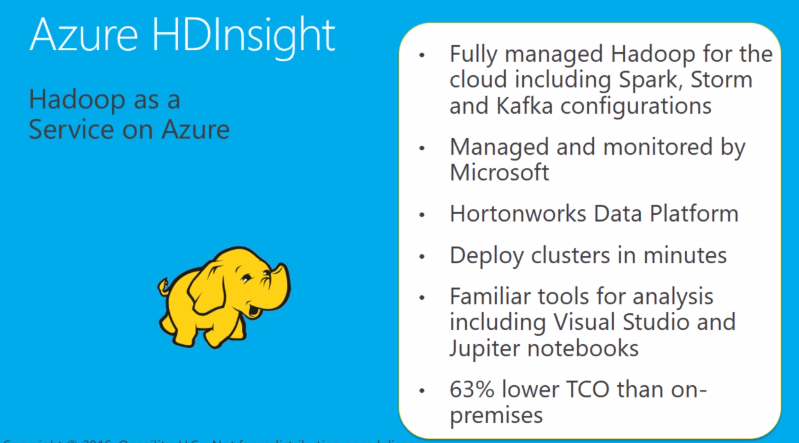 Azure HDInsight
Hadoop as a
Service on Azure
• Fully managed Hadoop for the
cloud including Spark, Storm
and Kafka configurations
• Managed and monitored by
Microsoft
• Hortonworks Data Platform
• Deploy clusters in minutes
• Familiar tools for analysis
including Visual Studio and
Jupiter notebooks
• 63% lower TCO than on-
premises